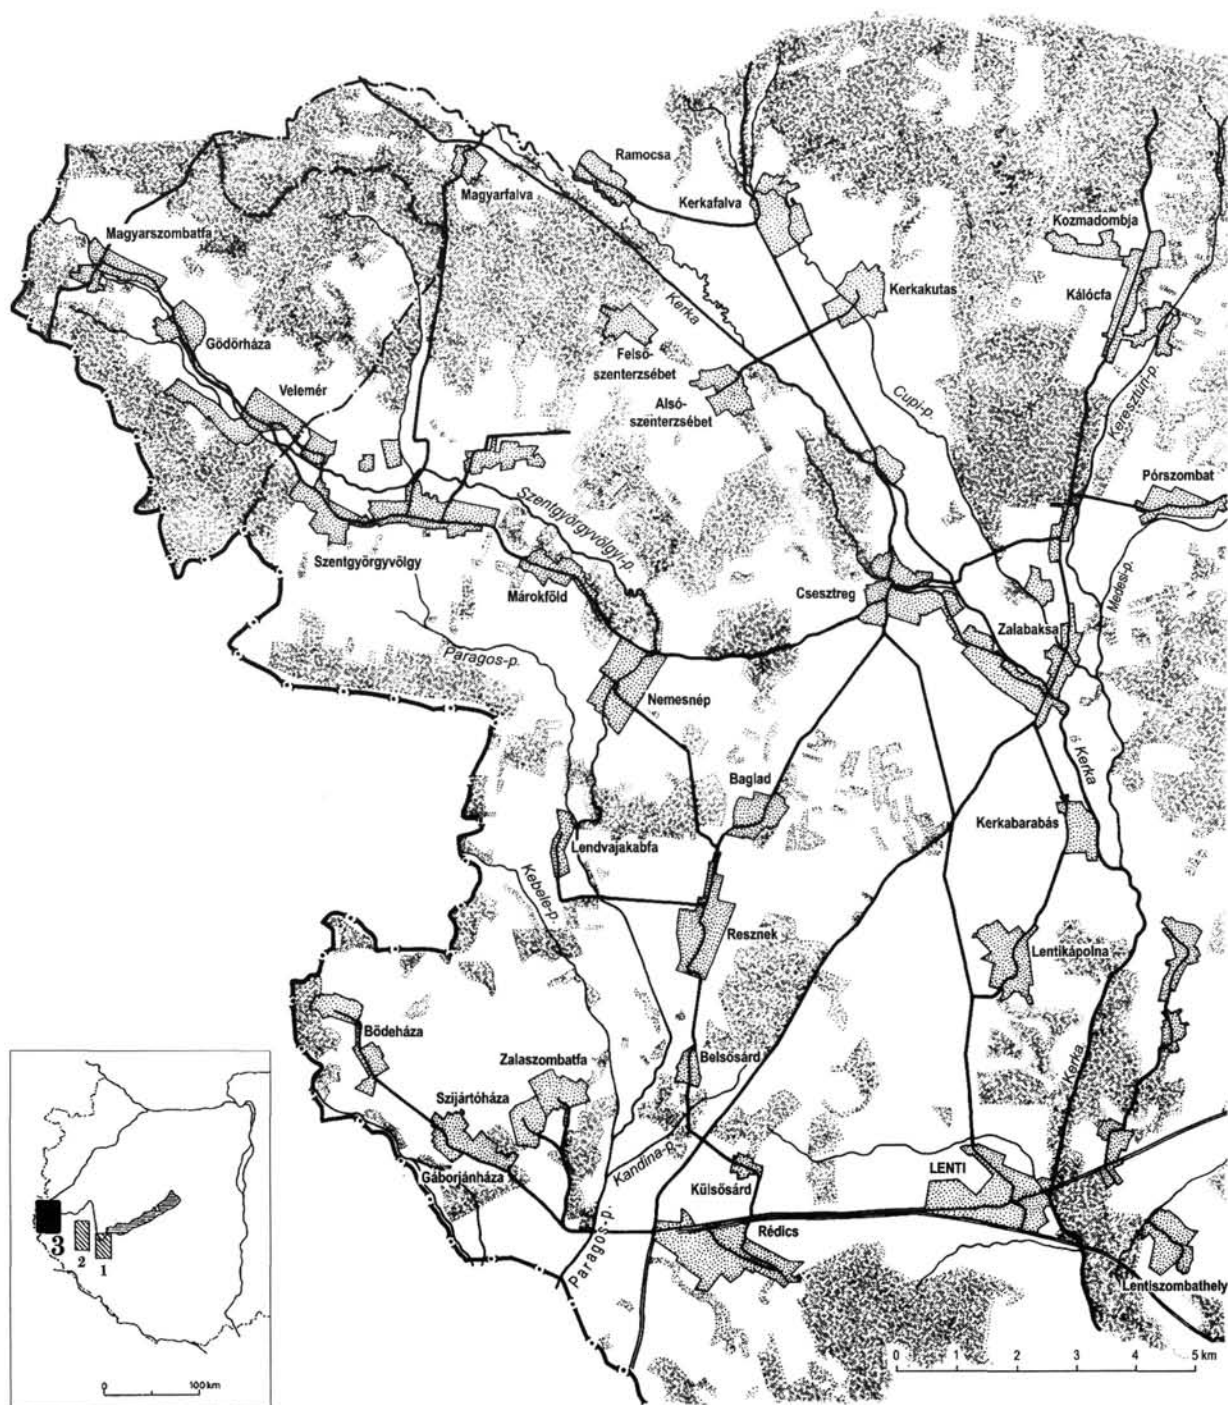 Ramocsa
Magyarfalva
Kerkafalva
Kozmadombja
Magyarszombatfa
Kerkakutas
Kálócfa
Kerka
Gödörháza
Felső-
szenterzsébet
Velemér
Alsó-
szenterzsébet
Cupi-p.
Keresztúri-p.
Pórszombat
Szentgyörgyvölgyi-p.
Szentgyörgyvölgy
Márokföld
Csesztreg
Medesi-p.
Zalabaksa
Paragos-p.
Nemesnép
Kerka
Baglad
Kerkabarabás
Lendvajakabfa
Kebele-p.
Resznek
Lentikápolna
Bödeháza
Zalaszombatfa
Belsősárd
Kerka
Szijártóháza
Gáborjánháza
Kandina-p.
Külsősárd
LENTI
Rédics
Paragos-p.
Lentiszombathely
0 1 2 3 4 5 km
3
2
1
0 100 km